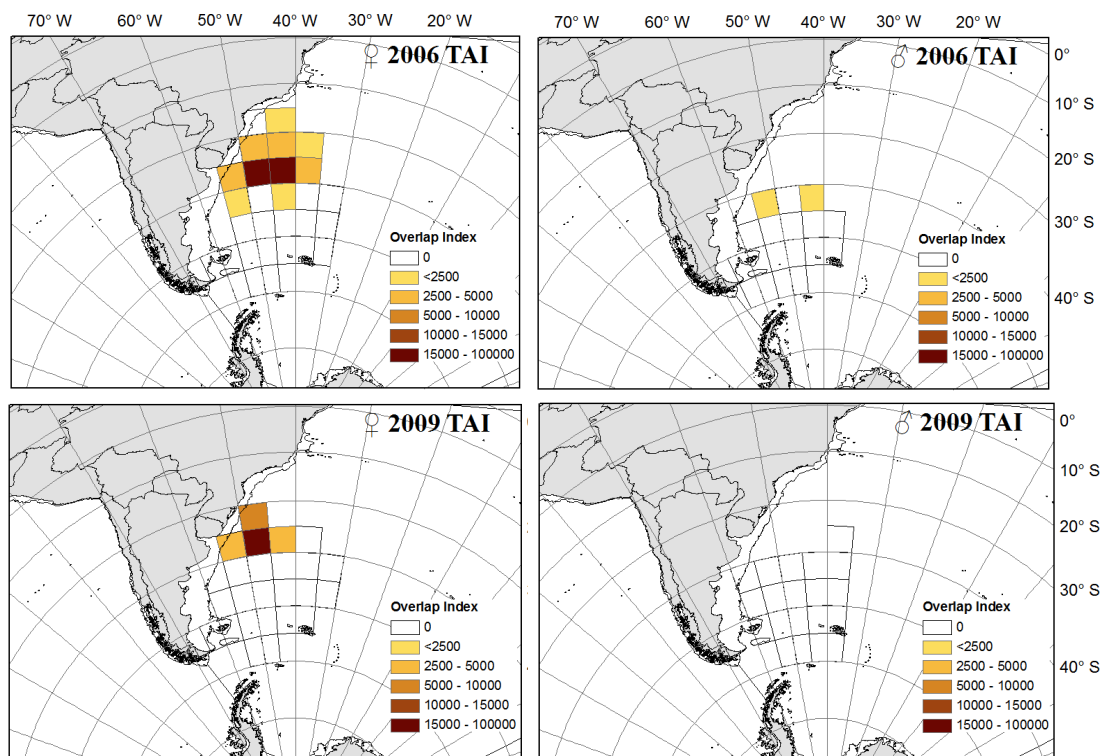 70° W 60° W 50° W 40° W 30° W 20° W
70° W 60° W 50° W 40° W 30° W 20° W
♀ 2006 TAI
Overlap Index
0
<2500
2500 - 5000
5000 - 10000
10000 - 15000
15000 - 100000
♂ 2006 TAI
Overlap Index
0
<2500
2500 - 5000
5000 - 10000
10000 - 15000
15000 - 100000
0°
10° S
20° S
30° S
40° S
♀ 2009 TAI
Overlap Index
0
<2500
2500 - 5000
5000 - 10000
10000 - 15000
15000 - 100000
♂ 2009 TAI
Overlap Index
0
<2500
2500 - 5000
5000 - 10000
10000 - 15000
15000 - 100000
0°
10° S
20° S
30° S
40° S